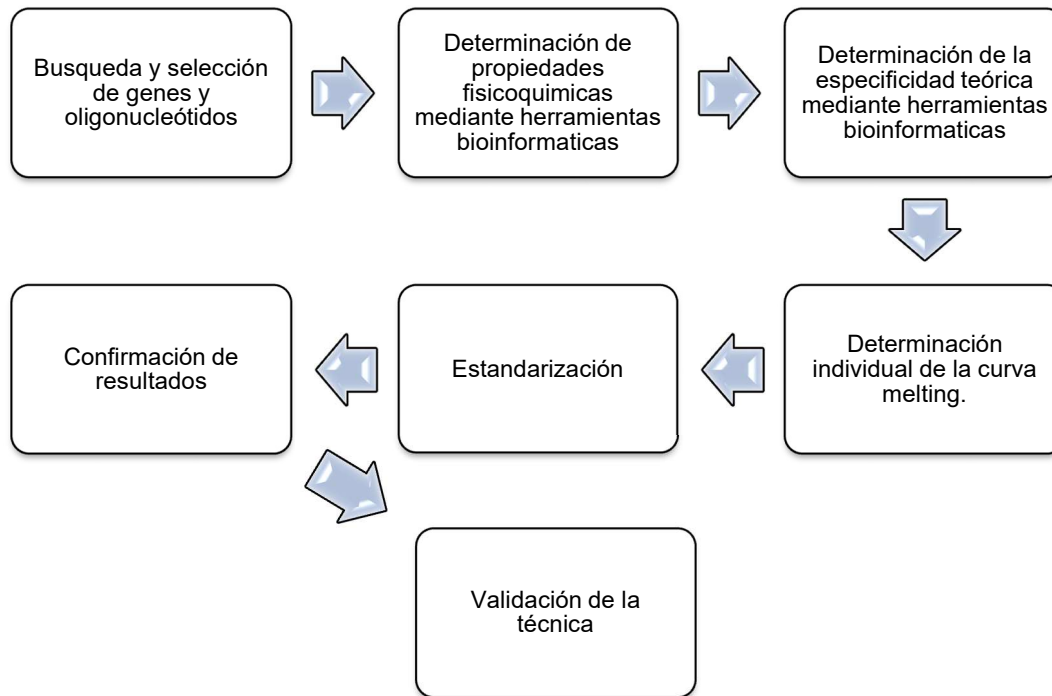 Busqueda y selección
de genes y
oligonucleótidos
Determinación de
propiedades
fisicoquimicas
mediante herramientas
bioinformaticas
Determinación de la
especificidad teórica
mediante herramientas
bioinformaticas
Determinación
individual de la curva
melting.
Estandarización
Confirmación de
resultados
Validación de la
técnica